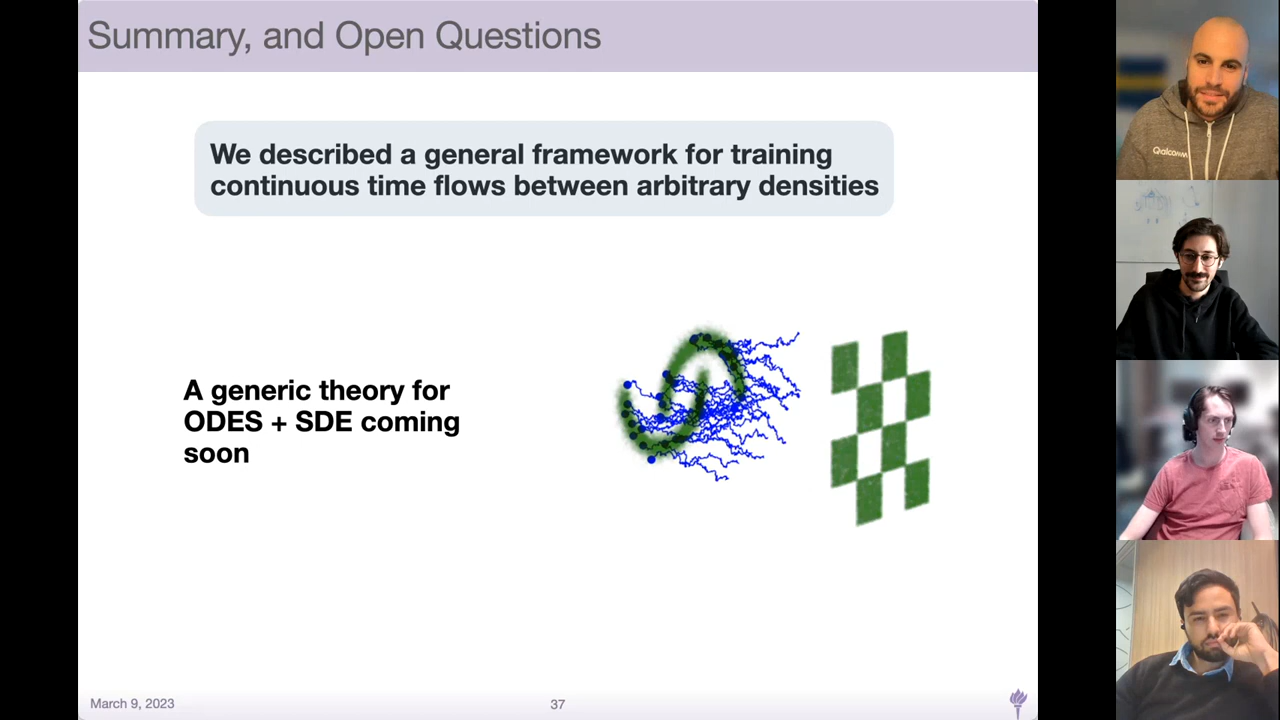 Summary, and Open Questions
We described a general framework for training
continuous time flows between arbitrary densities
A generic theory for
ODES + SDE coming
soon
March 9, 2023
37
Qualcomm